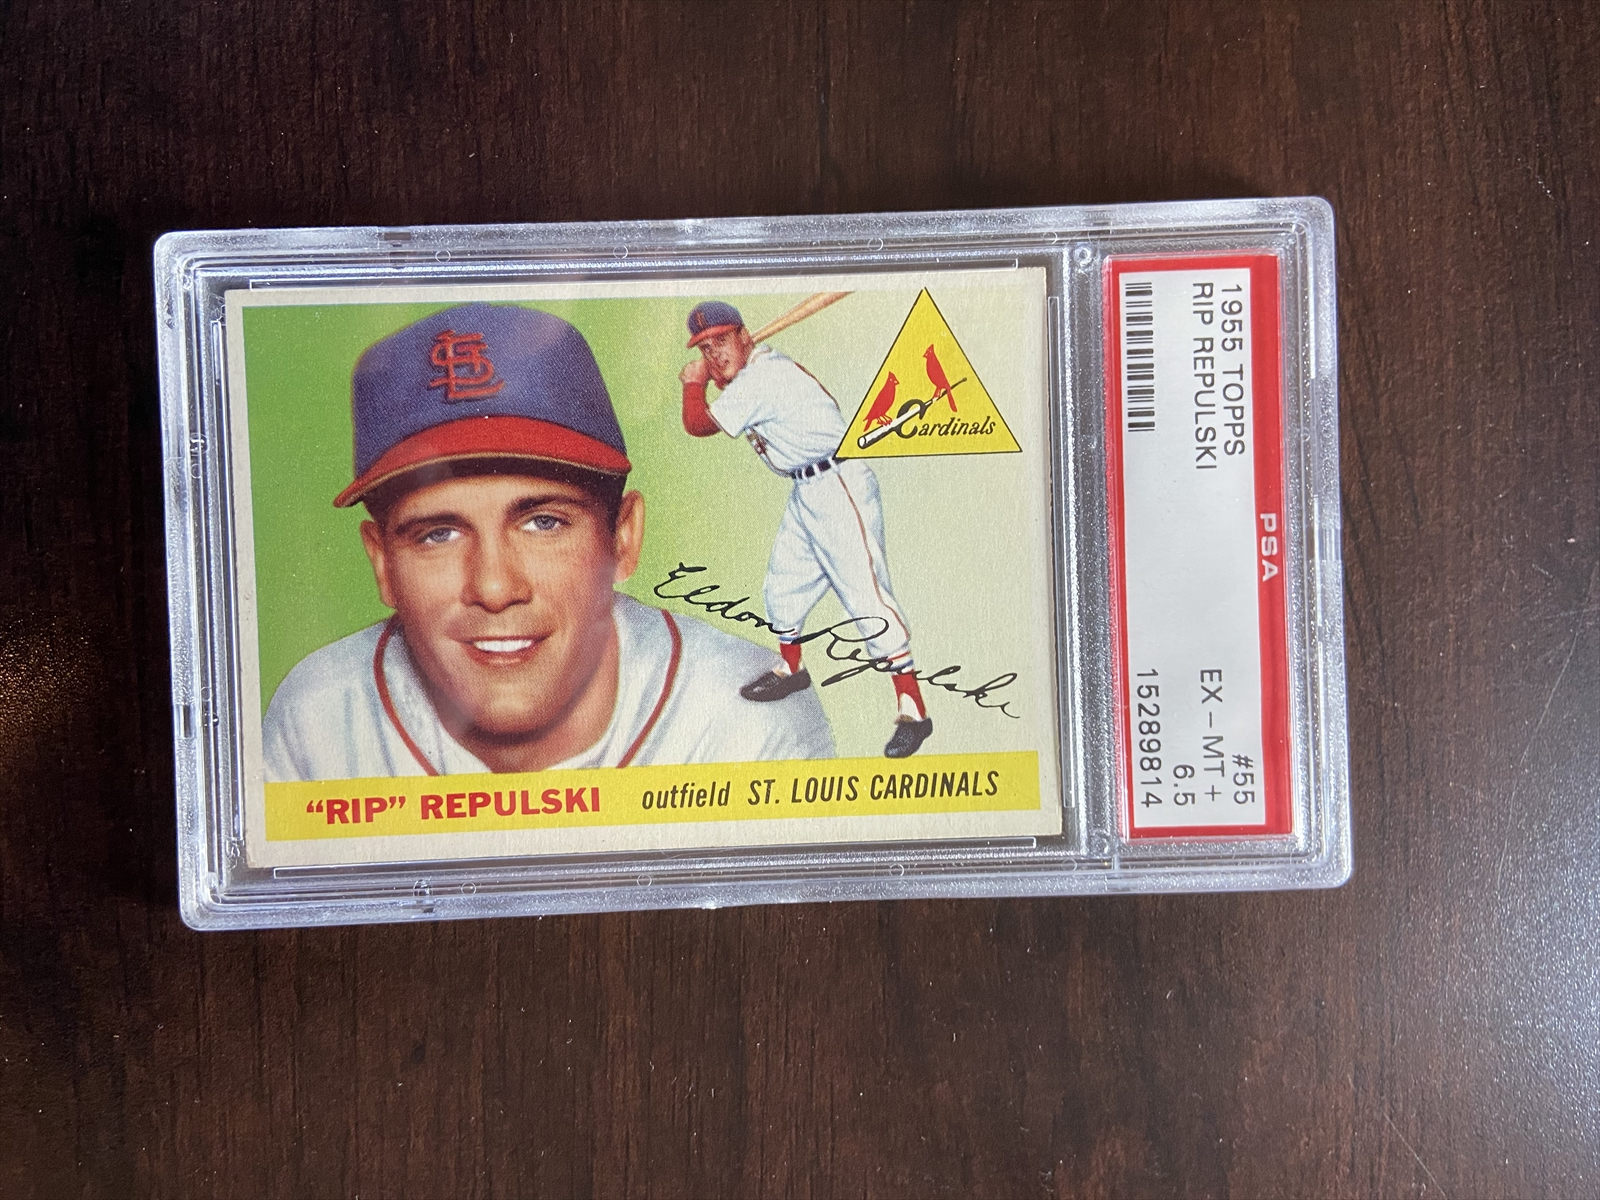 Cardinals
Eldon Repulski
"RIP" REPULSKI outfield ST. LOUIS CARDINALS
PSA
1955 TOPPS #55
RIP REPULSKI EX - MT +
6.5
15289814